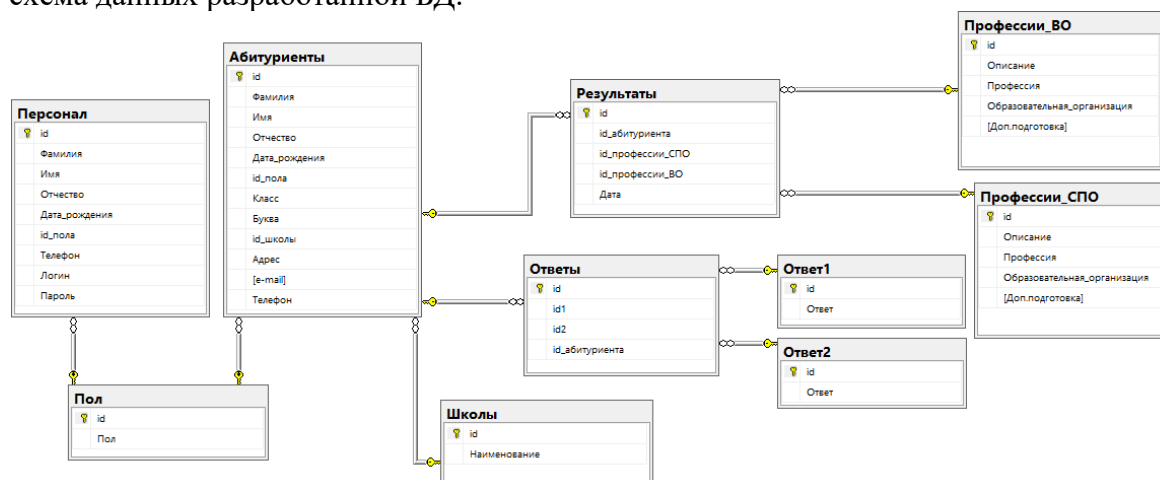 схема данных разработанной БД.
Персонал
id
Фамилия
Имя
Отчество
Дата_рождения
id_пола
Телефон
Логин
Пароль
Абитуриенты
id
Фамилия
Имя
Отчество
Дата_рождения
id_пола
Класс
Буква
id_школы
Адрес
[e-mail]
Телефон
Пол
id
Пол
Школы
id
Наименование
Результаты
id
id_абитуриента
id_профессии_СПО
id_профессии_ВО
Дата
Ответы
id
id1
id2
id_абитуриента
Ответ1
id
Ответ
Ответ2
id
Ответ
Профессии_ВО
id
Описание
Профессия
Образовательная_организация
[Доп.подготовка]
Профессии_СПО
id
Описание
Профессия
Образовательная_организация
[Доп.подготовка]